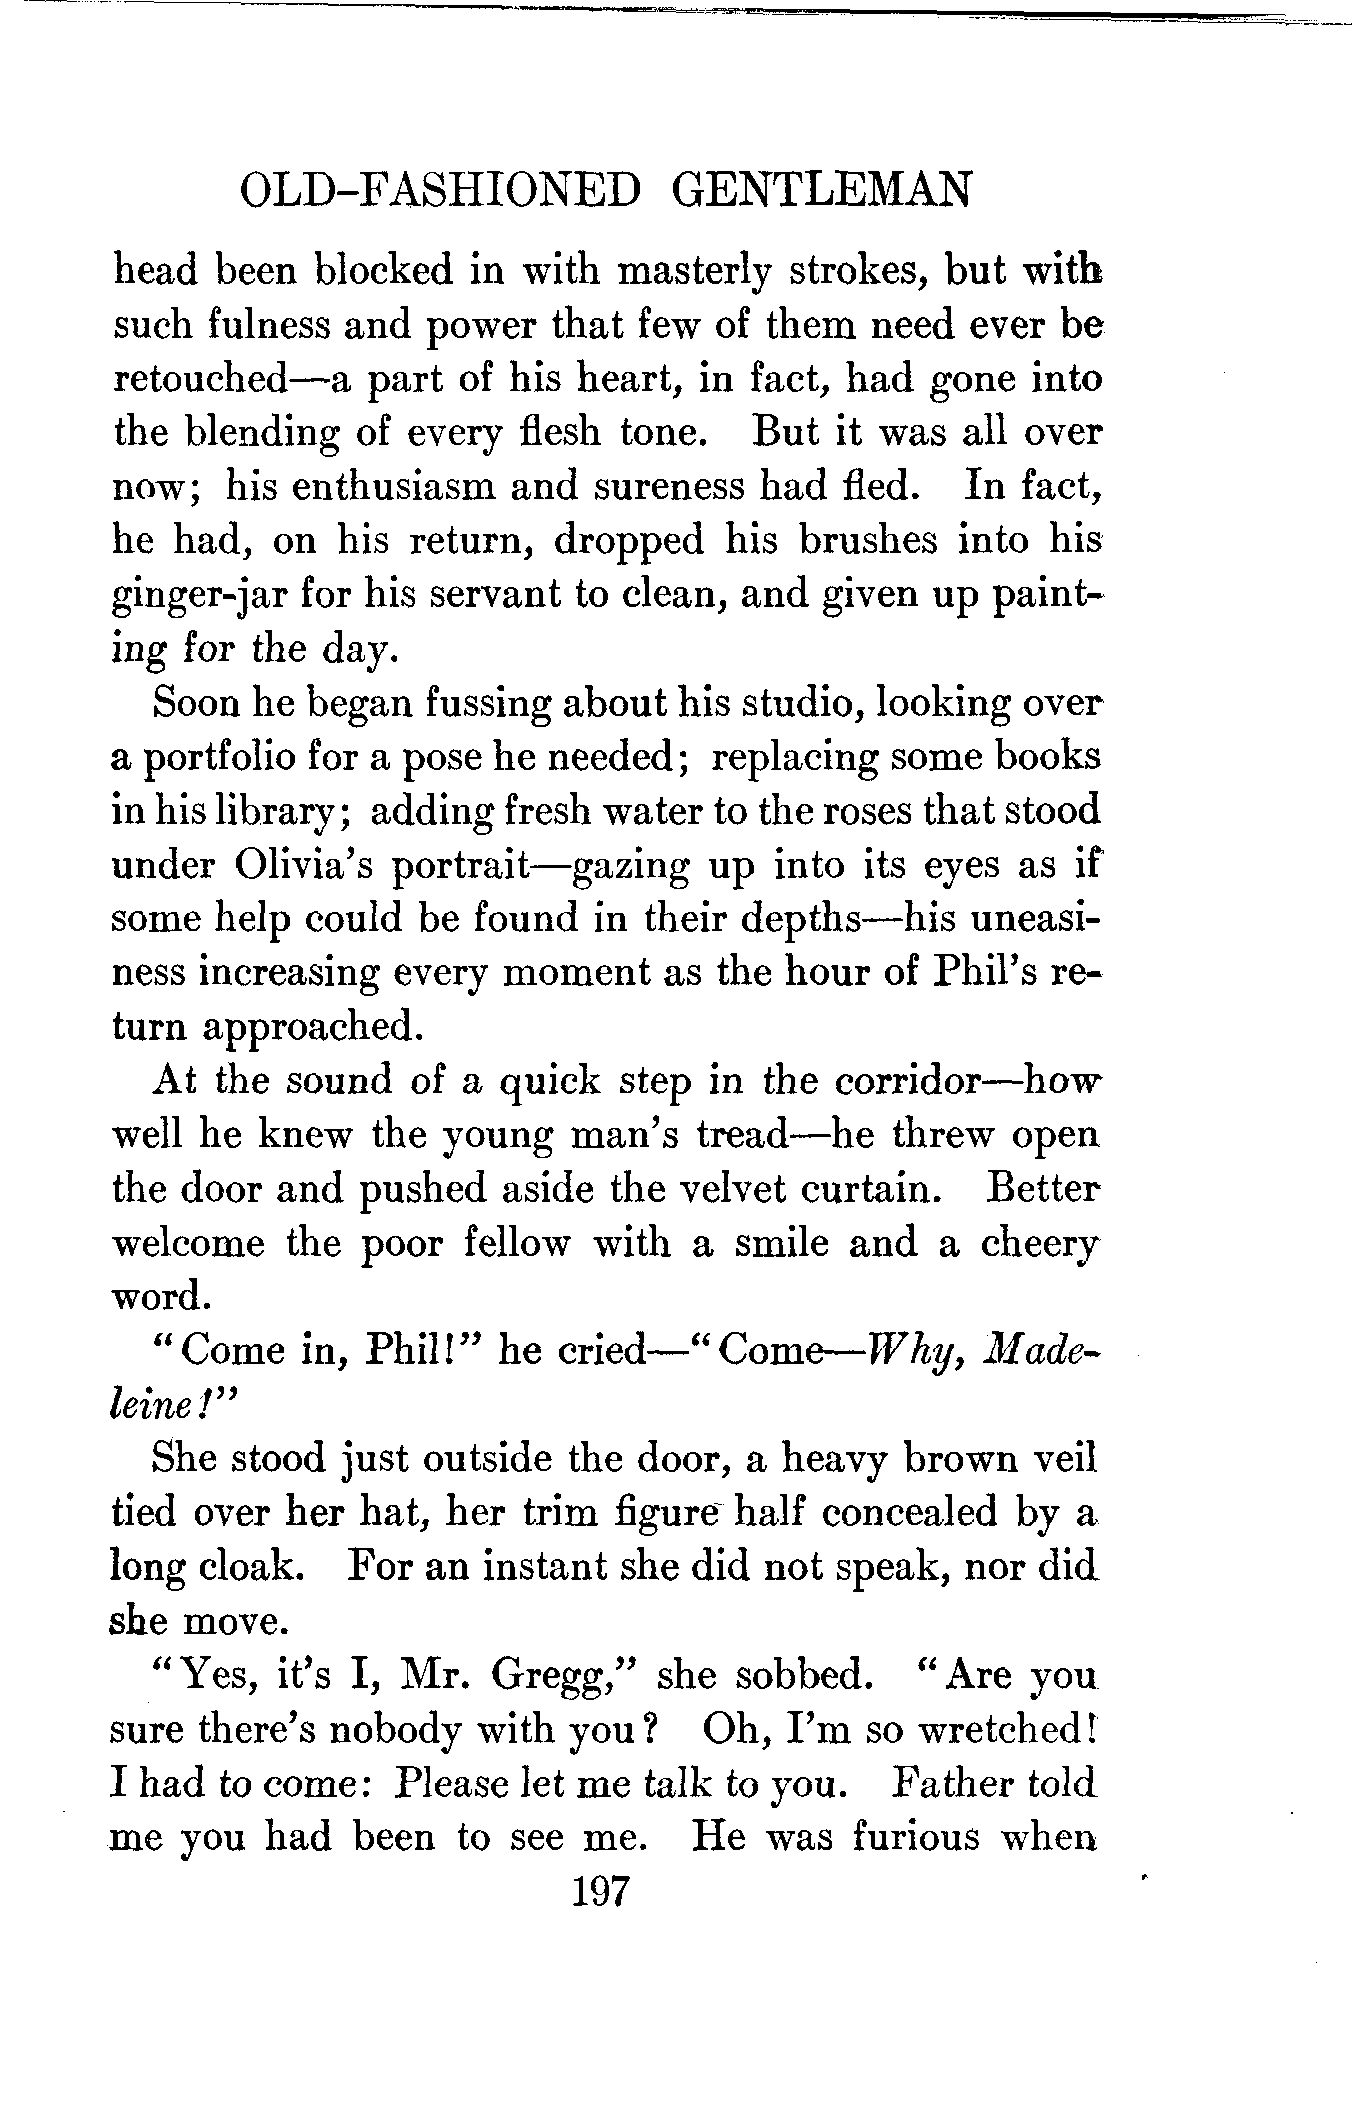 OLD-FASHIONED GENTLEMAN
head been blocked in with masterly strokes, but with
such fulness and power that few of them need ever be
retouched—a part of his heart, in fact, had gone into
the blending of every flesh tone. But it was all over
now; his enthusiasm and sureness had fled. In fact,
he had, on his return, dropped his brushes into his
ginger-jar for his servant to clean, and given up paint-
ing for the day.
Soon he began fussing about his studio, looking over
a portfolio for a pose he needed; replacing some books
in his library; adding fresh water to the roses that stood
under Olivia's portrait—gazing up into its eyes as if
some help could be found in their depths—his uneasi-
ness increasing every moment as the hour of Phil's re-
turn approached.
At the sound of a quick step in the corridor—how
well he knew the young man's tread—he threw open
the door and pushed aside the velvet curtain. Better
welcome the poor fellow with a smile and a cheery
word.
"Come in, Phil!" he cried—"Come—Why, Made-
leine!"
She stood just outside the door, a heavy brown veil
tied over her hat, her trim figure half concealed by a
long cloak. For an instant she did not speak, nor did
she move.
"Yes, it's I, Mr. Gregg," she sobbed. "Are you
sure there's nobody with you? Oh, I'm so wretched!
I had to come: Please let me talk to you. Father told
me you had been to see me. He was furious when
197